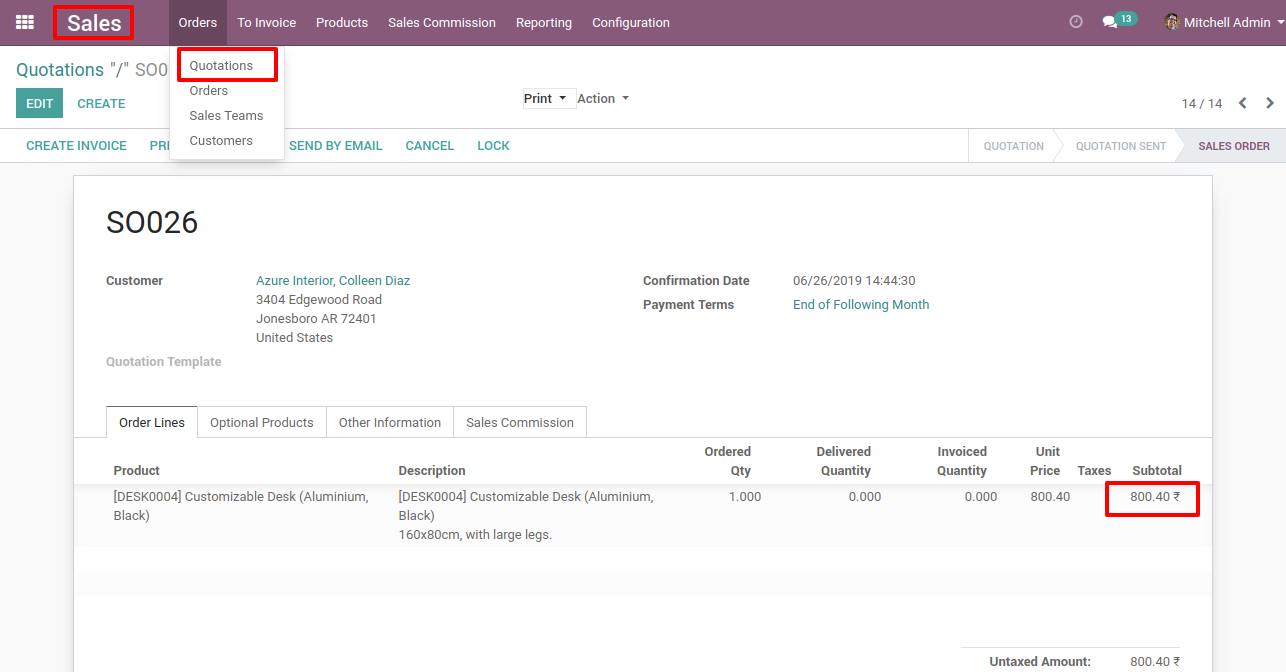 Sales Orders To Invoice Products Sales Commission Reporting Configuration 13 Mitchell Admin
Quotations "/" SO0
Quotations
Orders
Sales Teams
Customers
EDIT CREATE Print Action 14 / 14
CREATE INVOICE SEND BY EMAIL CANCEL LOCK QUOTATION QUOTATION SENT SALES ORDER
SO026
Customer Azure Interior, Colleen Diaz
3404 Edgewood Road
Jonesboro AR 72401
United States
Confirmation Date 06/26/2019 14:44:30
Payment Terms End of Following Month
Quotation Template
Order Lines Optional Products Other Information Sales Commission
Product Description Ordered Qty Delivered Quantity Invoiced Quantity Unit Price Taxes Subtotal
[DESK0004] Customizable Desk (Aluminium, [DESK0004] Customizable Desk (Aluminium, 1.000 0.000 0.000 800.40 800.40 ₹
Black) Black)
160x80cm, with large legs.
Untaxed Amount: 800.40 ₹